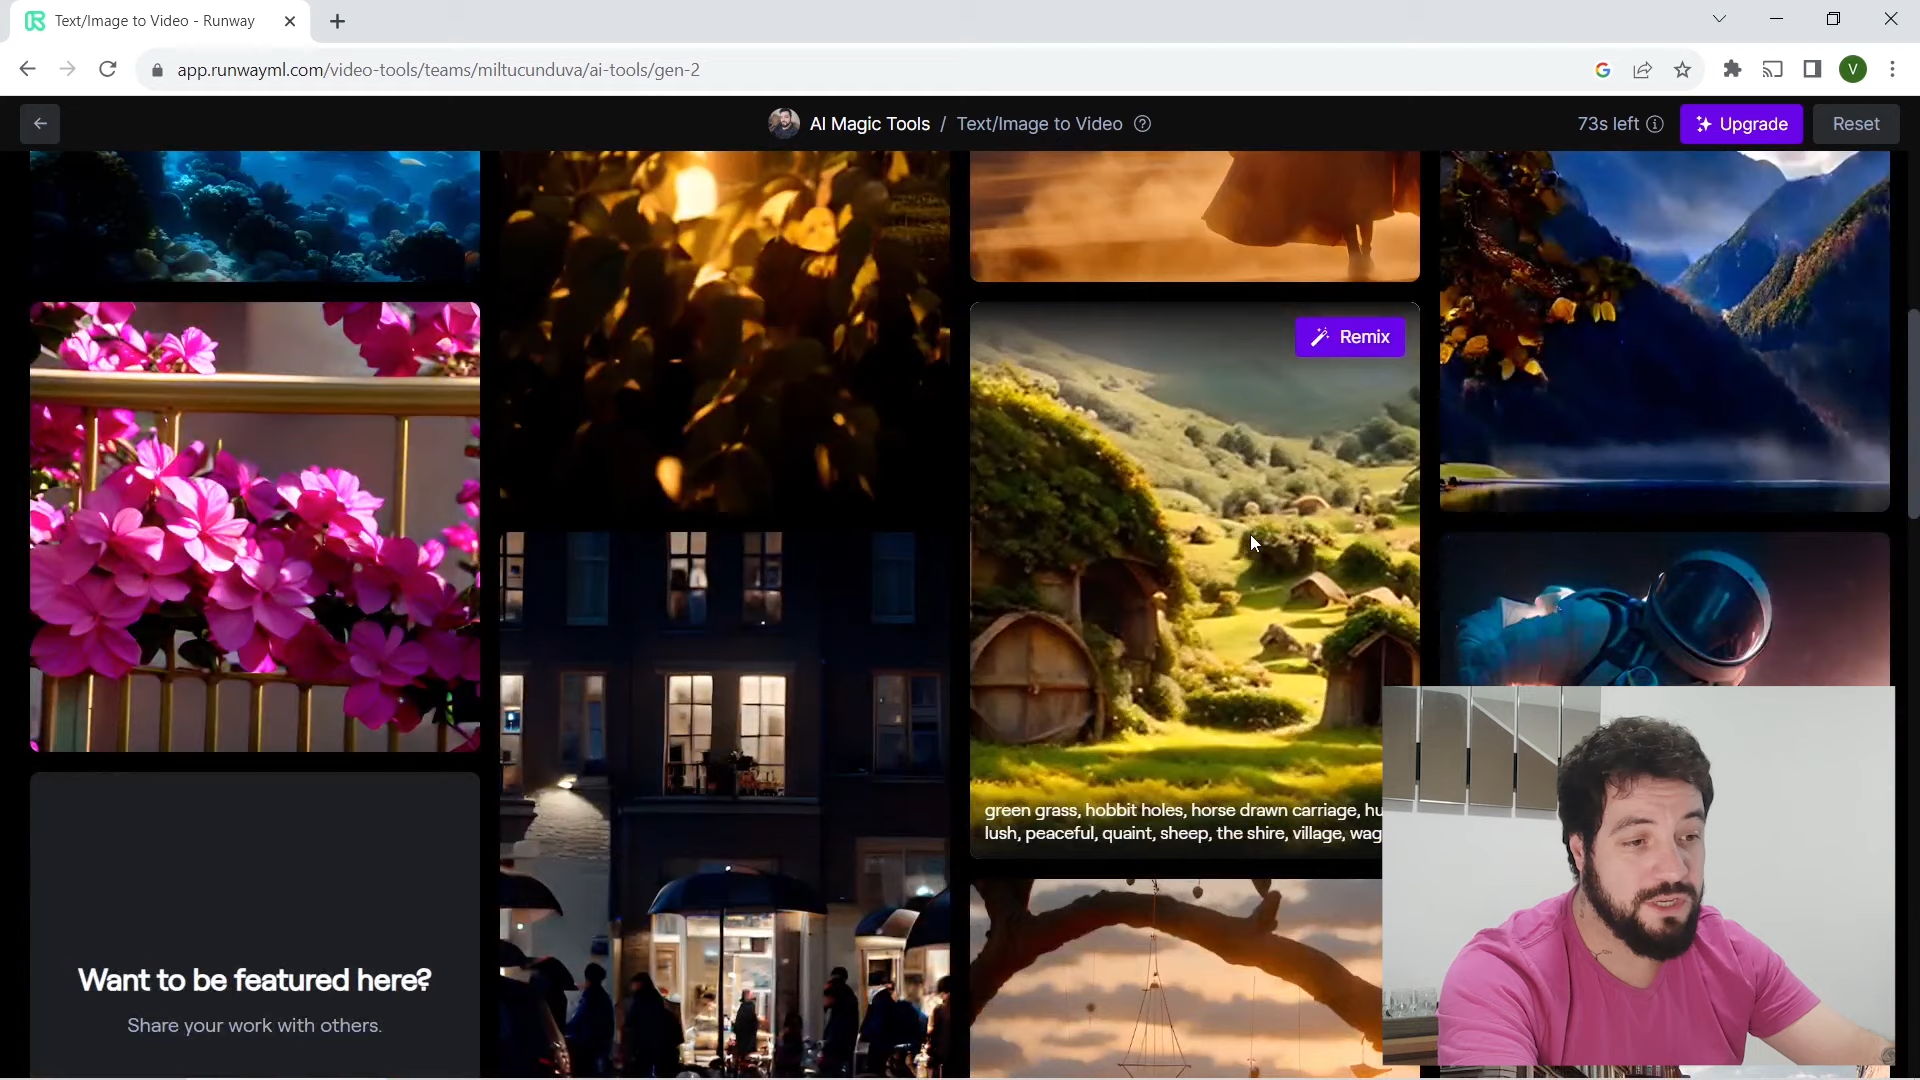 Text/Image to Video - Runway
app.runwayml.com/video-tools/teams/miltucunduva/ai-tools/gen-2
V
AI Magic Tools / Text/Image to Video
73s left
Upgrade
Reset
Remix
green grass, hobbit holes, horse drawn carriage, hu
lush, peaceful, quaint, sheep, the shire, village, wag
Want to be featured here?
Share your work with others.